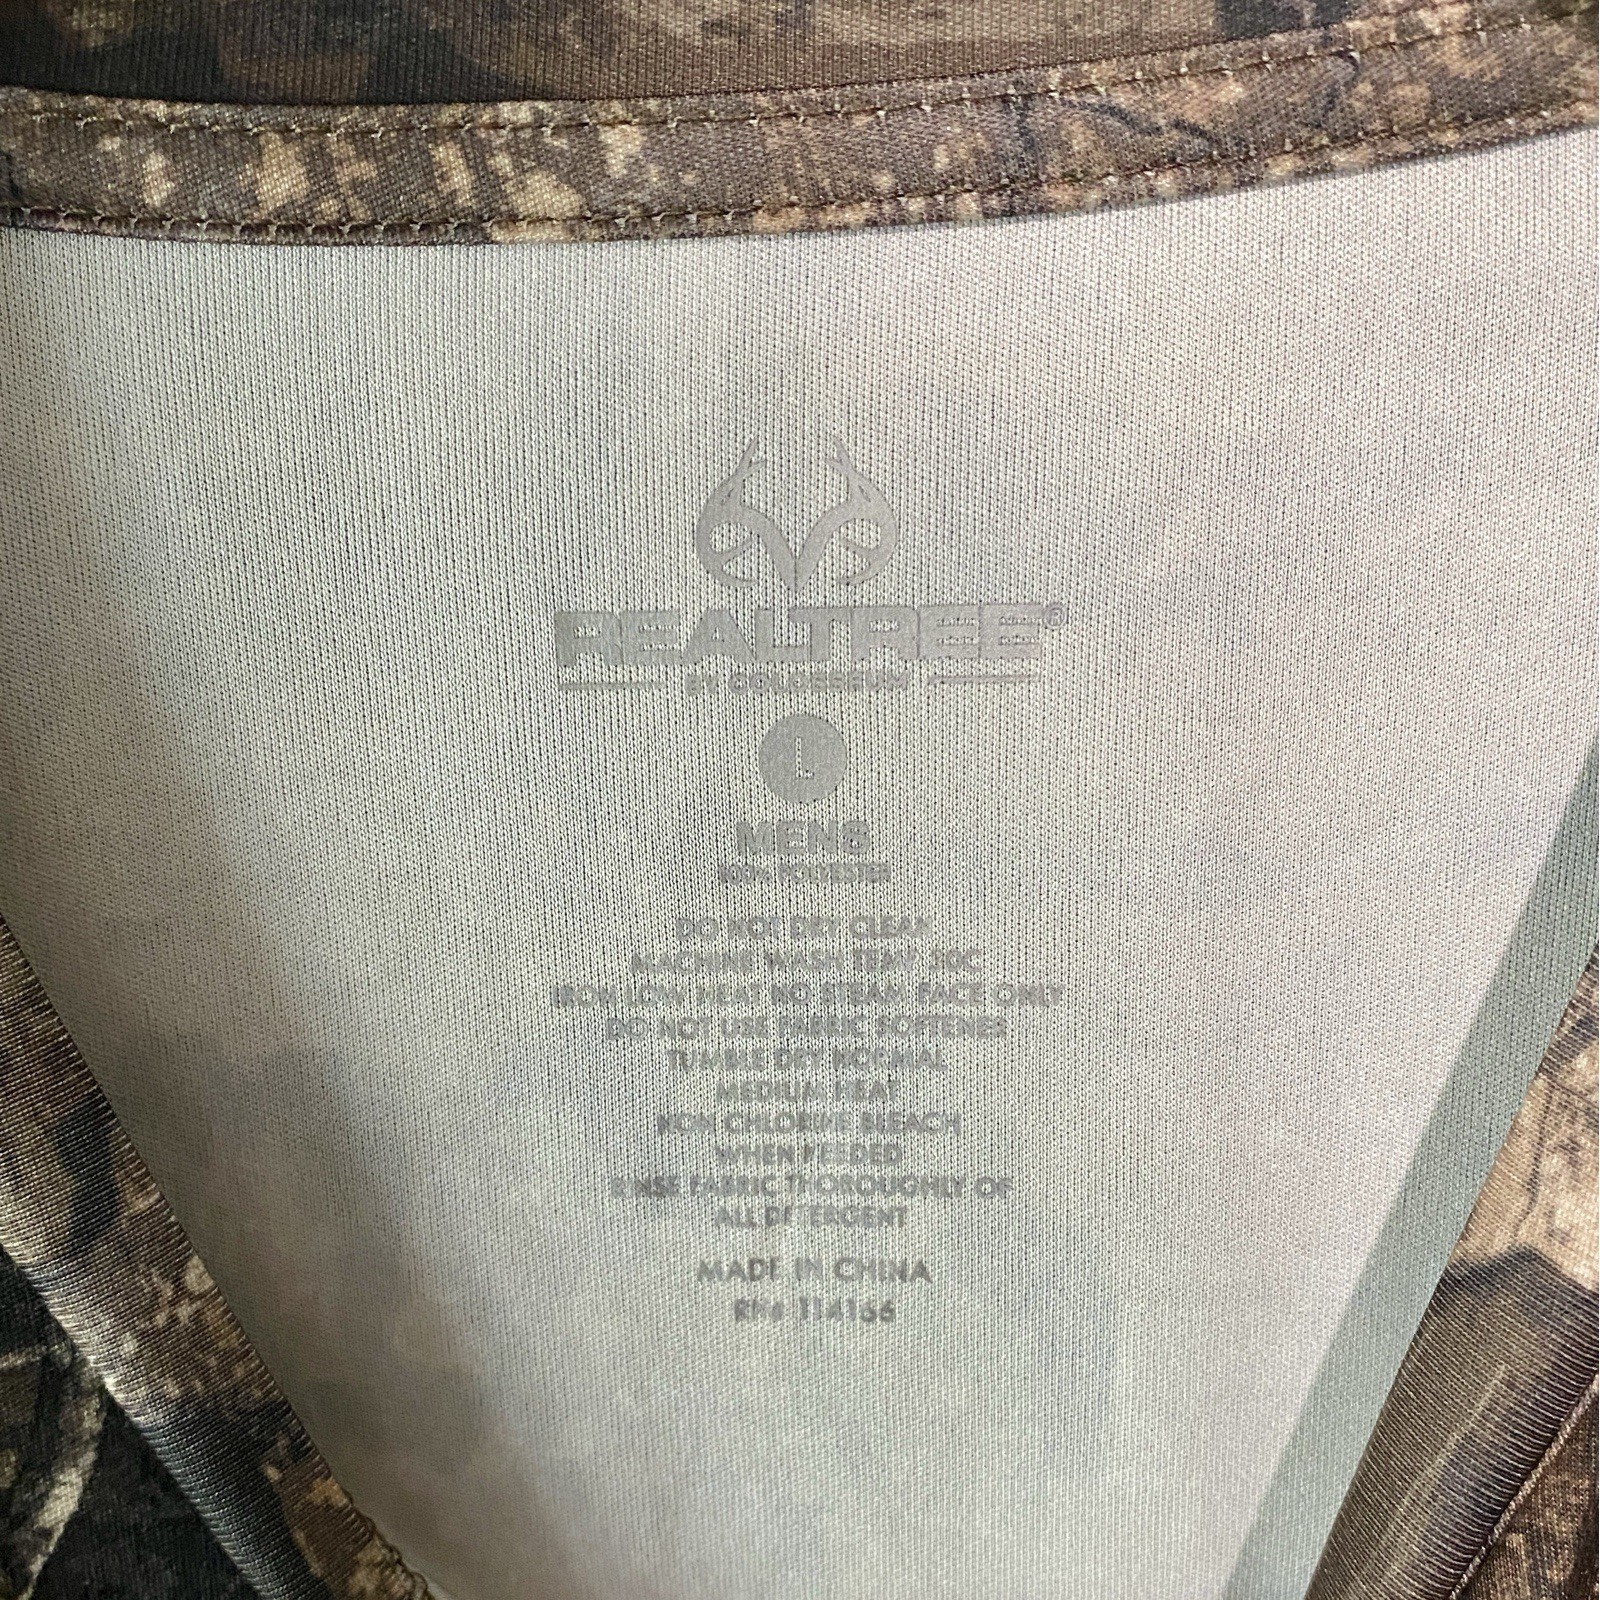 REALTREE®
BY COLOSSEUM
L
MENS
100% POLYESTER
DO NOT DRY CLEAN
MACHINE WASH TEMP 30C
IRON LOW HEAT NO STEAM FACE ONLY
DO NOT USE FABRIC SOFTENER
TUMBLE DRY NORMAL
MEDIUM HEAT
NON CHLORINE BLEACH
WHEN NEEDED
RINSE FABRIC THOROUGHLY OF
ALL DETERGENT
MADE IN CHINA
RN# 114166